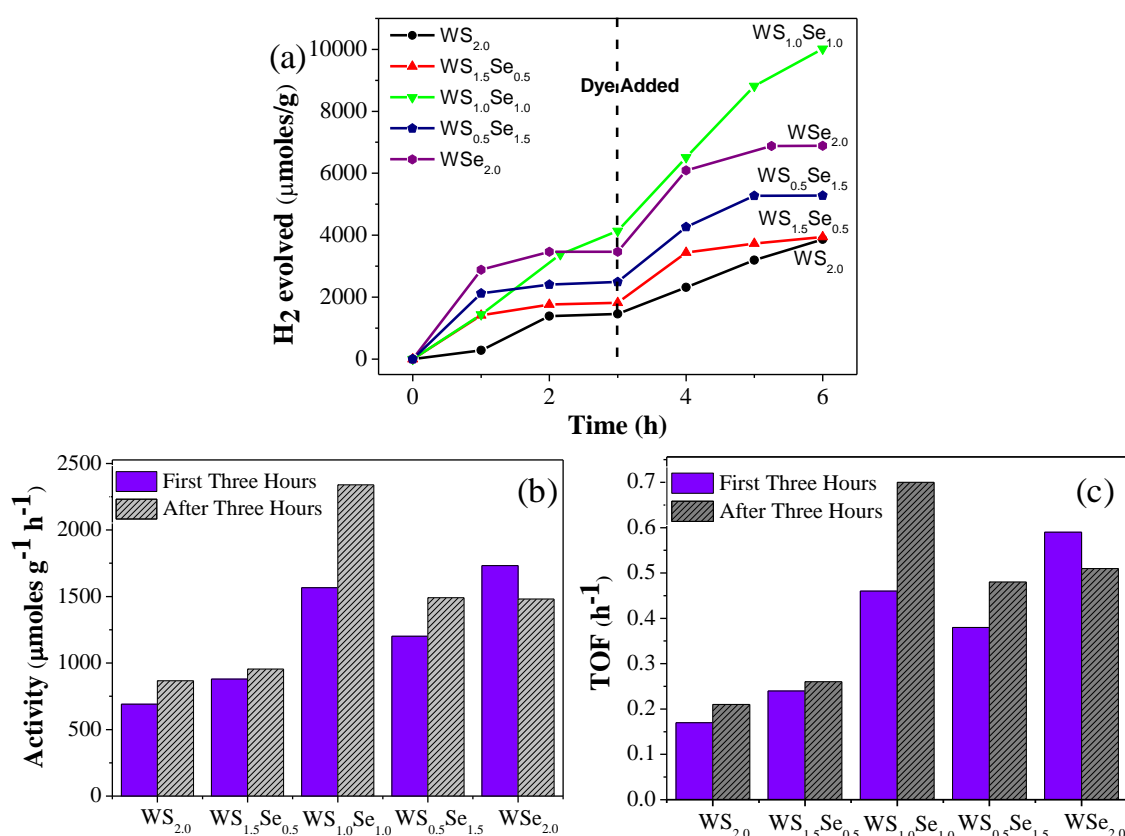 (a)
WS2.0
WS1.5Se0.5
WS1.0Se1.0
WS0.5Se1.5
WSe2.0
Dye Added
WS1.0Se1.0
WSe2.0
WS0.5Se1.5
WS1.5Se0.5
WS2.0
10000
8000
6000
4000
2000
0
H2 evolved (μmoles/g)
0 2 4 6
Time (h)
(b)
First Three Hours
After Three Hours
2500
2000
1500
1000
500
0
Activity (μmoles g-1 h-1)
WS2.0 WS1.5Se0.5 WS1.0Se1.0 WS0.5Se1.5 WSe2.0
(c)
First Three Hours
After Three Hours
0.7
0.6
0.5
0.4
0.3
0.2
0.1
0.0
TOF (h-1)
WS2.0 WS1.5Se0.5 WS1.0Se1.0 WS0.5Se1.5 WSe2.0